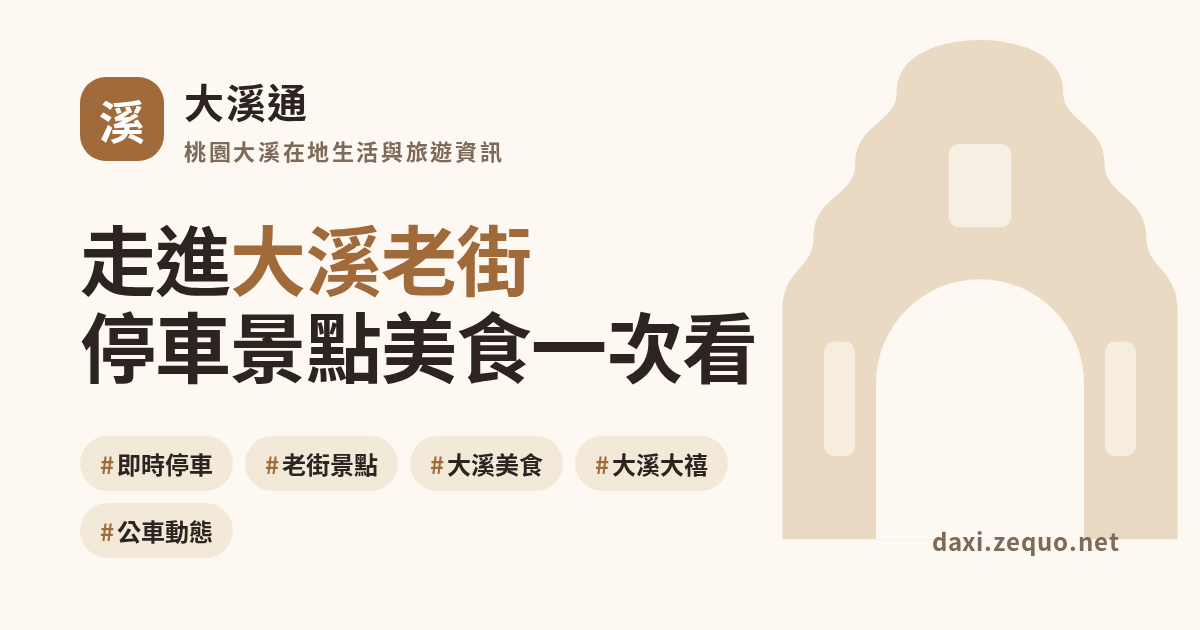 溪
大溪通
桃園大溪在地生活與旅遊資訊
走進大溪老街
停車景點美食一次看
#即時停車
#老街景點
#大溪美食
#大溪大禧
#公車動態
daxi.zequo.net